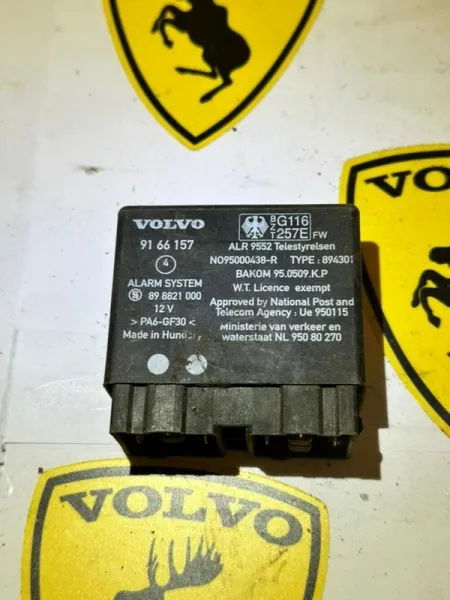 VOLVO
91 66 157
4
ALARM SYSTEM
89 8821 000
12 V
> PA6-GF30 <
Made in Hungary
BZT G116
257E FW
ALR 9552 Telestyrelsen
NO95000438-R TYPE: 894301
BAKOM 95.0509.K.P
W.T. Licence exempt
Approved by National Post and
Telecom Agency: Ue 950115
Ministerie van verkeer en
waterstaat NL 950 80 270
VOLVO